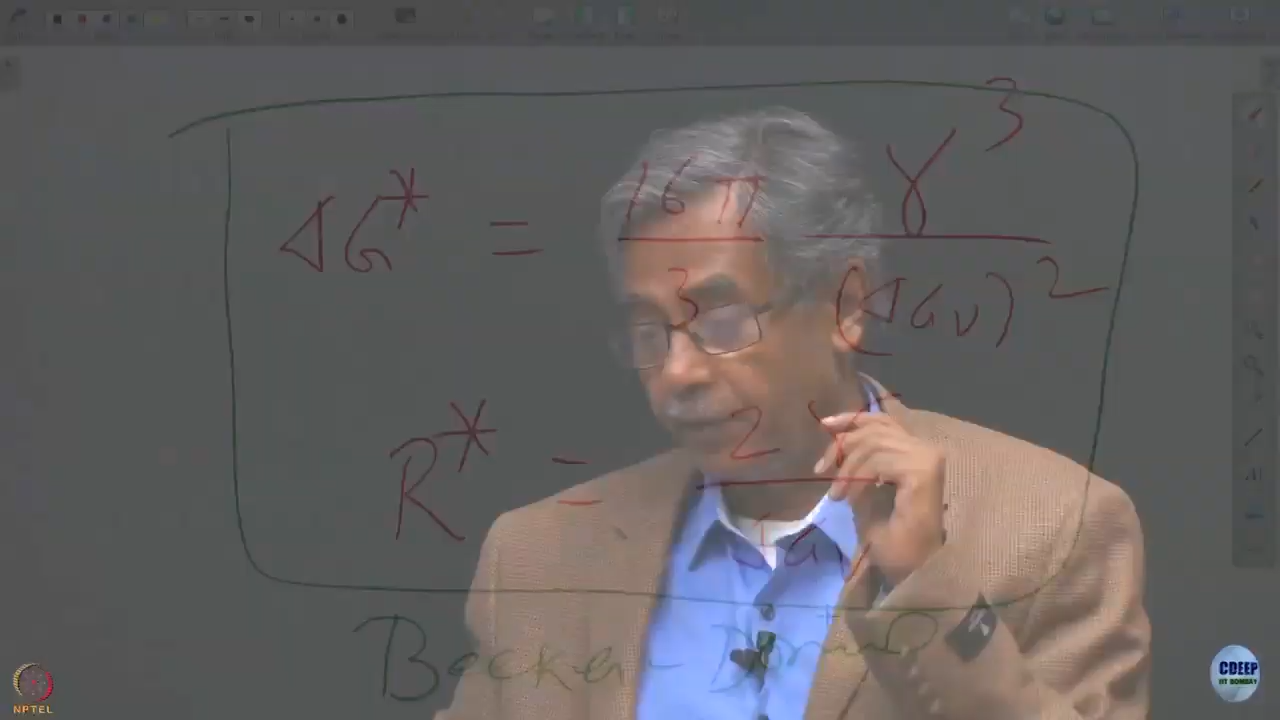 ΔG* = 16π/3 γ³/(ΔGv)²
R* = 2γ/ΔGv
Becker - Döring
NPTEL
CDEEP
IIT BOMBAY